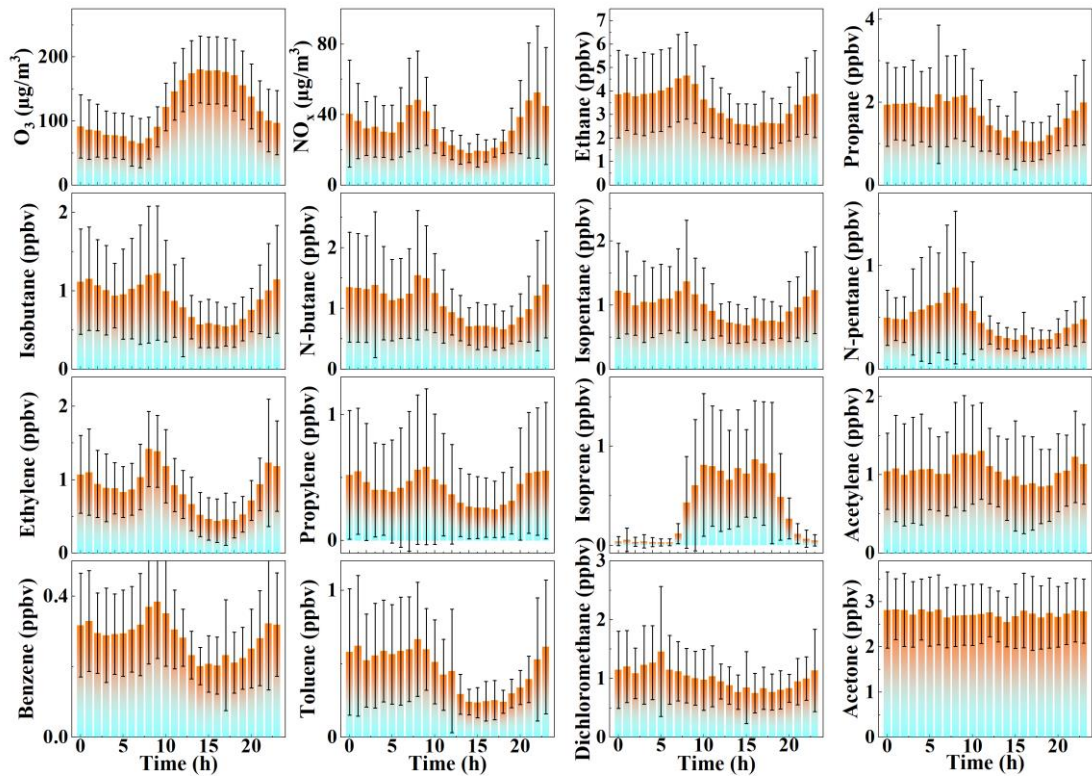 O₃ (μg/m³)
200
100
0
NOₓ (μg/m³)
80
40
0
Ethane (ppbv)
7
6
5
4
3
2
1
0
Propane (ppbv)
4
2
0
Isobutane (ppbv)
2
1
0
N-butane (ppbv)
2
1
0
Isopentane (ppbv)
2
1
0
N-pentane (ppbv)
1
0
Ethylene (ppbv)
2
1
0
Propylene (ppbv)
1
0
Isoprene (ppbv)
1
0
Acetylene (ppbv)
2
1
0
Benzene (ppbv)
0.4
0.0
0 5 10 15 20
Time (h)
Toluene (ppbv)
1
0
0 5 10 15 20
Time (h)
Dichloromethane (ppbv)
3
2
1
0
0 5 10 15 20
Time (h)
Acetone (ppbv)
3
2
1
0
0 5 10 15 20
Time (h)